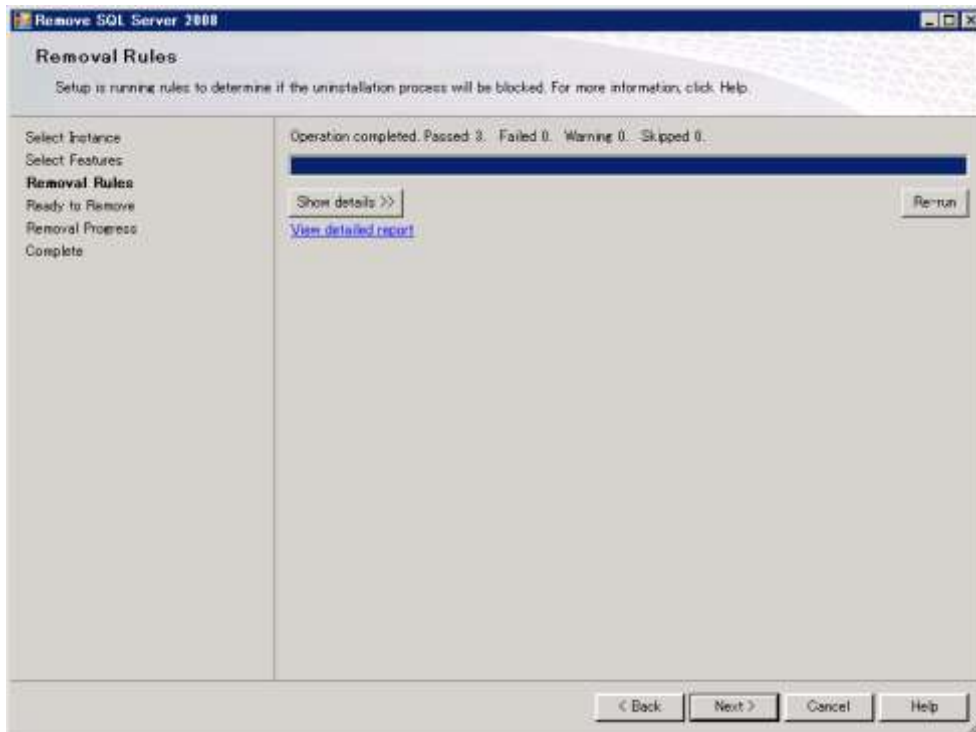 Remove SQL Server 2008
Removal Rules
Setup is running rules to determine if the uninstallation process will be blocked. For more information, click Help.
Select Instance
Select Features
Removal Rules
Ready to Remove
Removal Progress
Complete
Operation completed. Passed: 3. Failed 0. Warning 0. Skipped 0.
Show details >>
Re-run
View detailed report
< Back
Next >
Cancel
Help